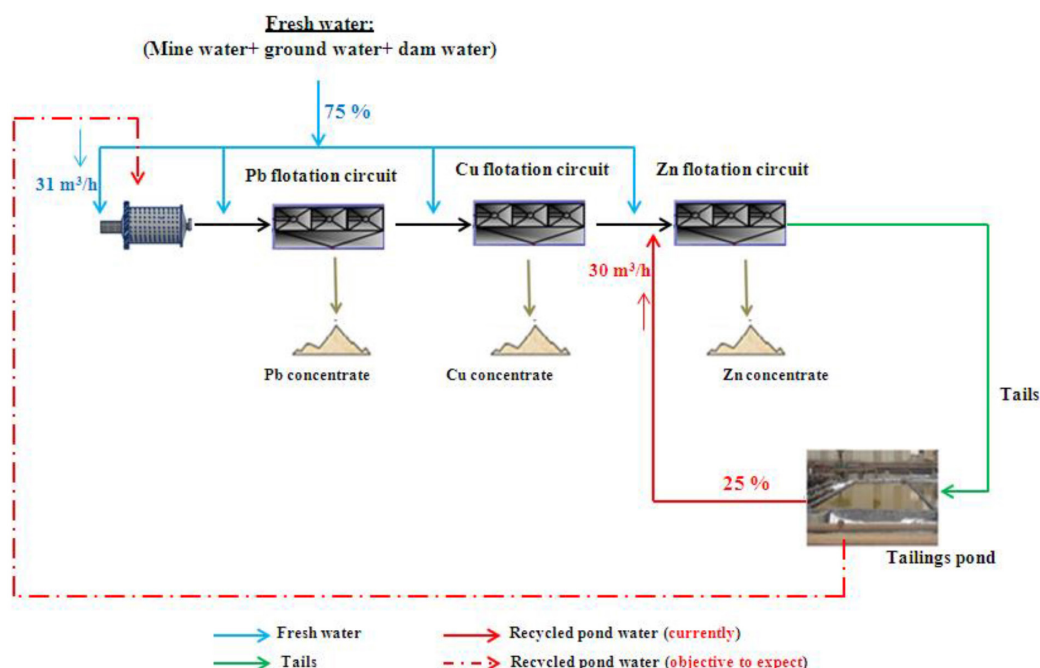 Fresh water:
(Mine water+ ground water+ dam water)
75 %
31 m³/h
Pb flotation circuit
Cu flotation circuit
Zn flotation circuit
30 m³/h
Pb concentrate
Cu concentrate
Zn concentrate
Tails
25 %
Tailings pond
Fresh water
Recycled pond water (currently)
Tails
Recycled pond water (objective to expect)